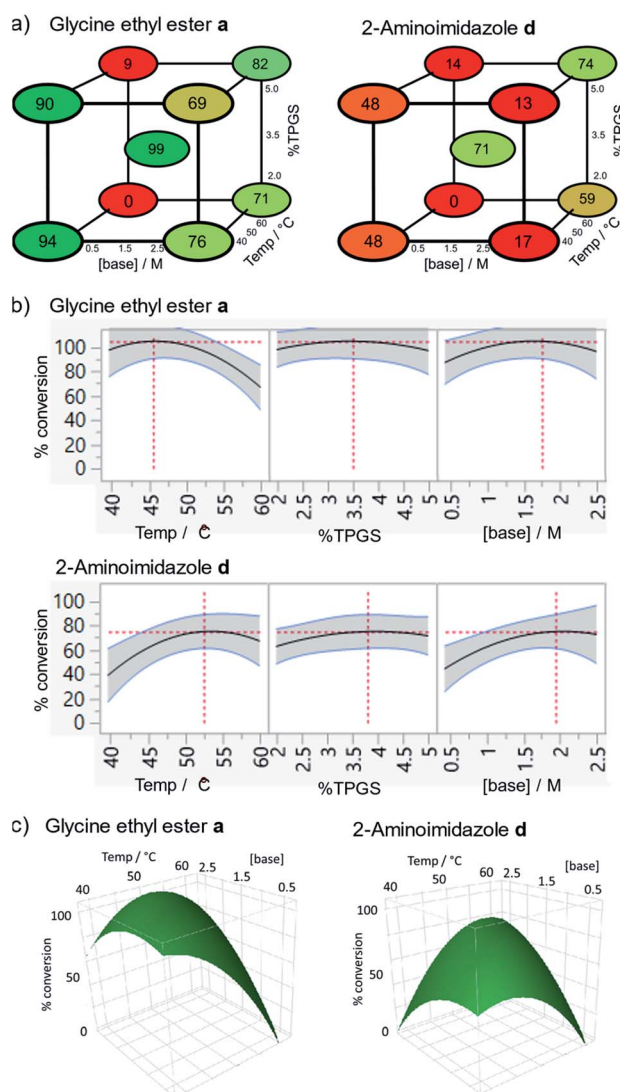 a) Glycine ethyl ester a
2-Aminoimidazole d
9
82
90
69
5.0
99
3.5
%TPGS
2.0
0
71
94
76
60
50
40
0.5
1.5
2.5
[base] / M
Temp / °C
14
74
48
13
5.0
71
3.5
%TPGS
2.0
0
59
48
17
60
50
40
0.5
1.5
2.5
[base] / M
Temp / °C
b) Glycine ethyl ester a
% conversion
100
80
60
40
20
0
40 45 50 55 60 2 2.5 3 3.5 4 4.5 5 0.5 1 1.5 2 2.5
Temp / °C %TPGS [base] / M
2-Aminoimidazole d
% conversion
100
80
60
40
20
0
40 45 50 55 60 2 2.5 3 3.5 4 4.5 5 0.5 1 1.5 2 2.5
Temp / °C %TPGS [base] / M
c) Glycine ethyl ester a
2-Aminoimidazole d
Temp / °C
40 50 60
2.5 1.5 0.5
[base]
% conversion
100
50
0
Temp / °C
40 50 60
2.5 1.5 0.5
[base]
% conversion
100
50
0